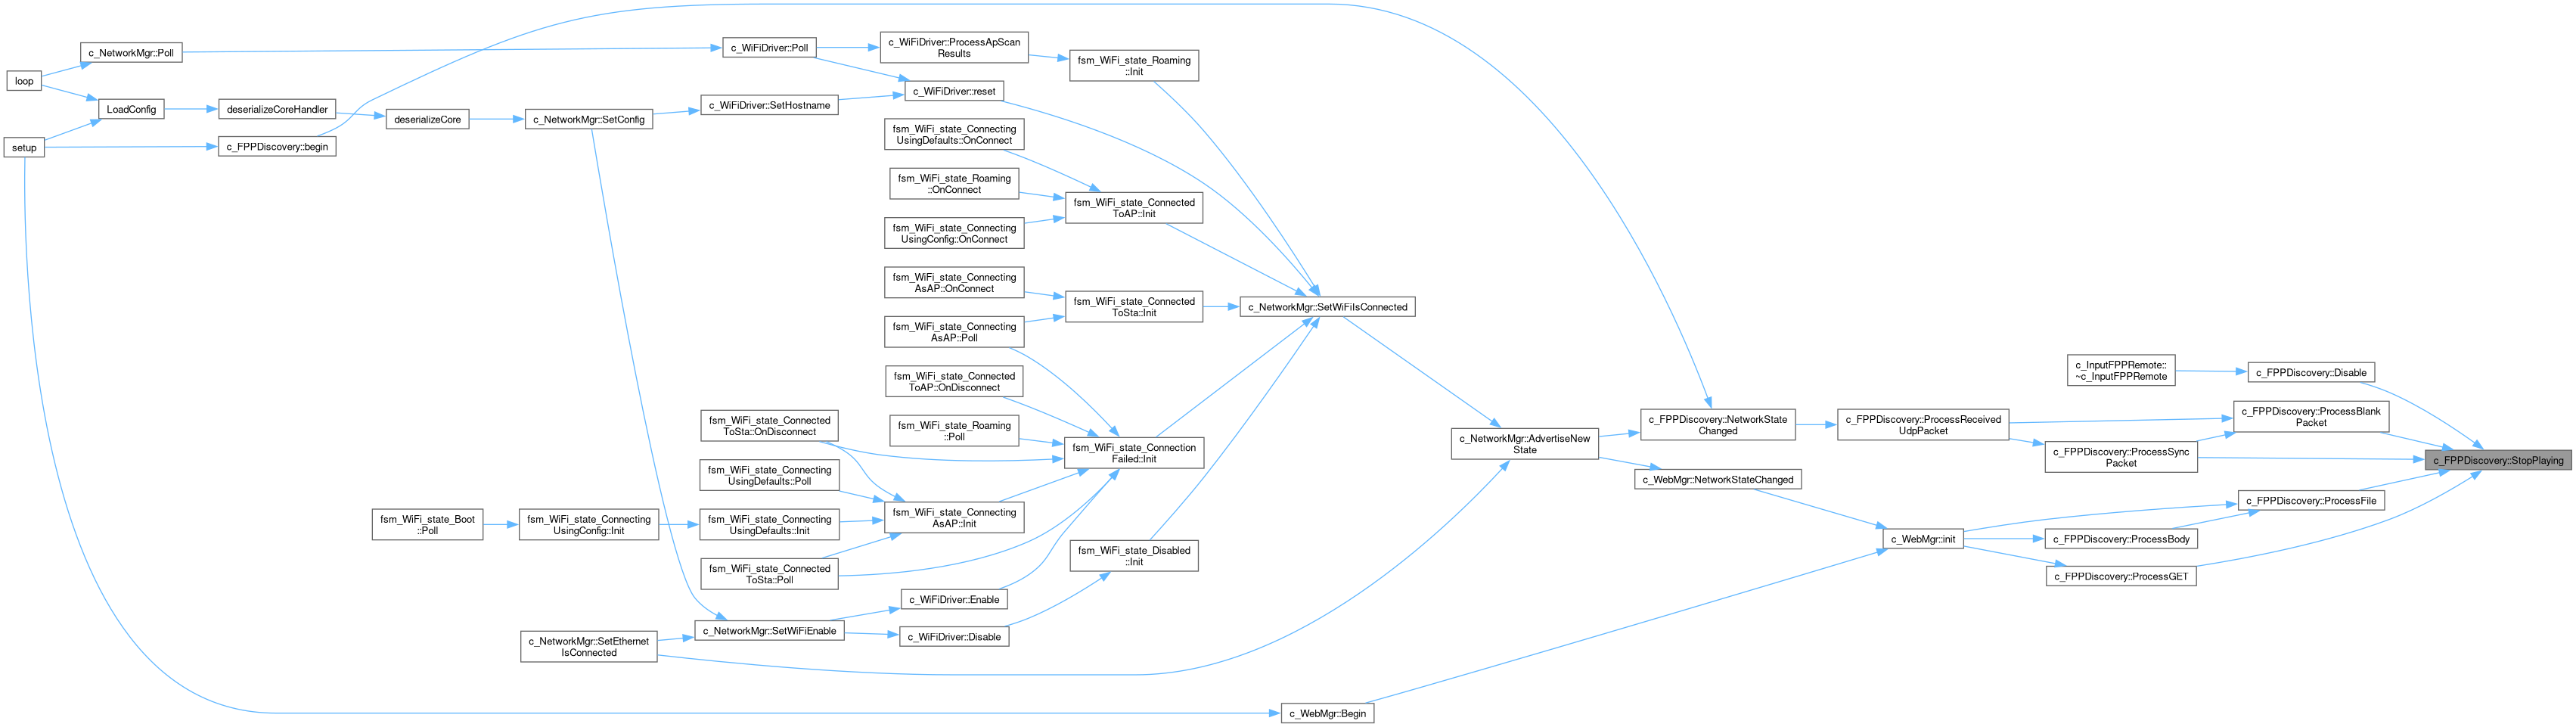 loop
setup
c_NetworkMgr::Poll
LoadConfig
deserializeCoreHandler
c_FPPDiscovery::begin
deserializeCore
fsm_WiFi_state_Boot
::Poll
c_NetworkMgr::SetConfig
fsm_WiFi_state_Connecting
UsingConfig::Init
c_NetworkMgr::SetEthernet
IsConnected
c_WiFiDriver::Poll
c_WiFiDriver::SetHostname
fsm_WiFi_state_Connected
ToSta::OnDisconnect
fsm_WiFi_state_Connecting
UsingDefaults::Poll
fsm_WiFi_state_Connecting
UsingDefaults::Init
fsm_WiFi_state_Connected
ToSta::Poll
c_NetworkMgr::SetWiFiEnable
c_WiFiDriver::ProcessApScan
Results
c_WiFiDriver::reset
fsm_WiFi_state_Connecting
UsingDefaults::OnConnect
fsm_WiFi_state_Roaming
::OnConnect
fsm_WiFi_state_Connecting
UsingConfig::OnConnect
fsm_WiFi_state_Connecting
AsAP::OnConnect
fsm_WiFi_state_Connecting
AsAP::Poll
fsm_WiFi_state_Connected
ToAP::OnDisconnect
fsm_WiFi_state_Roaming
::Poll
fsm_WiFi_state_Connecting
AsAP::Init
c_WiFiDriver::Enable
c_WiFiDriver::Disable
fsm_WiFi_state_Roaming
::Init
fsm_WiFi_state_Connected
ToAP::Init
fsm_WiFi_state_Connected
ToSta::Init
fsm_WiFi_state_Connection
Failed::Init
fsm_WiFi_state_Disabled
::Init
c_NetworkMgr::SetWiFiIsConnected
c_WebMgr::Begin
c_NetworkMgr::AdvertiseNew
State
c_FPPDiscovery::NetworkState
Changed
c_WebMgr::NetworkStateChanged
c_FPPDiscovery::ProcessReceived
UdpPacket
c_WebMgr::init
c_InputFPPRemote::
~c_InputFPPRemote
c_FPPDiscovery::ProcessSync
Packet
c_FPPDiscovery::ProcessBody
c_FPPDiscovery::ProcessGET
c_FPPDiscovery::Disable
c_FPPDiscovery::ProcessBlank
Packet
c_FPPDiscovery::ProcessFile
c_FPPDiscovery::StopPlaying